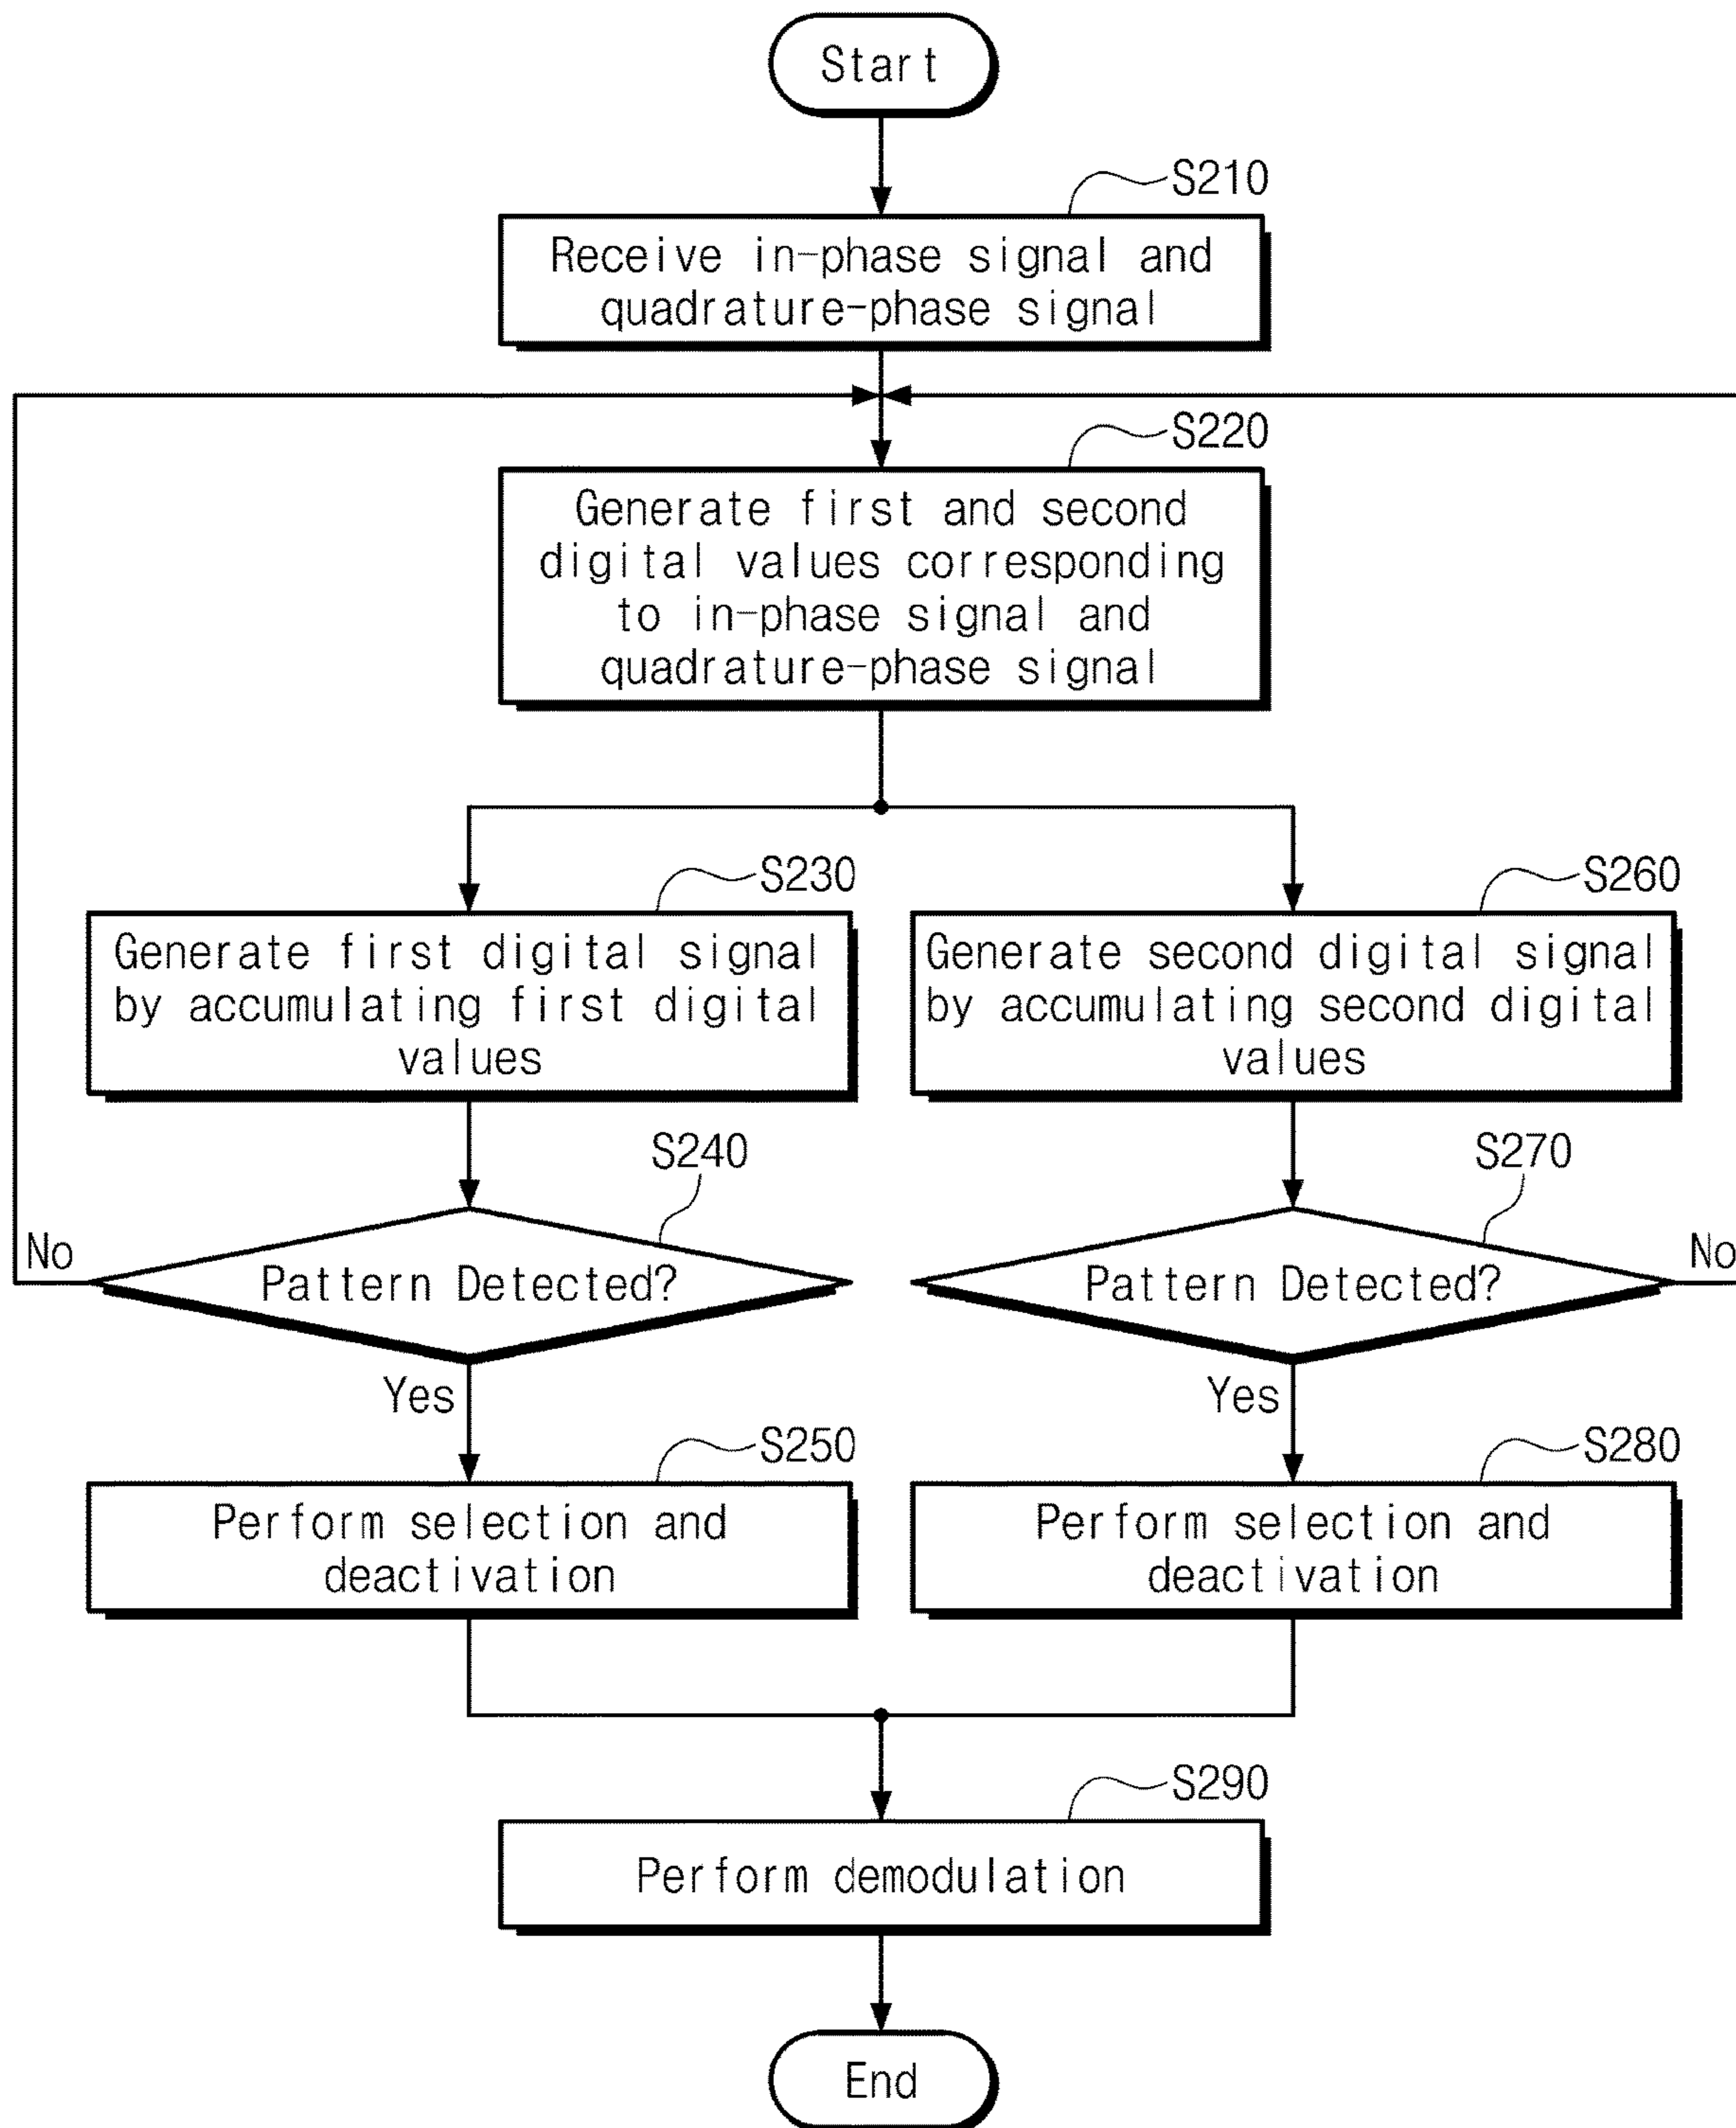 Start
S210
Receive in-phase signal and
quadrature-phase signal
S220
Generate first and second
digital values corresponding
to in-phase signal and
quadrature-phase signal
S230
Generate first digital signal
by accumulating first digital
values
S260
Generate second digital signal
by accumulating second digital
values
S240
No
Pattern Detected?
Yes
S270
Pattern Detected?
No
Yes
S250
Perform selection and
deactivation
S280
Perform selection and
deactivation
S290
Perform demodulation
End